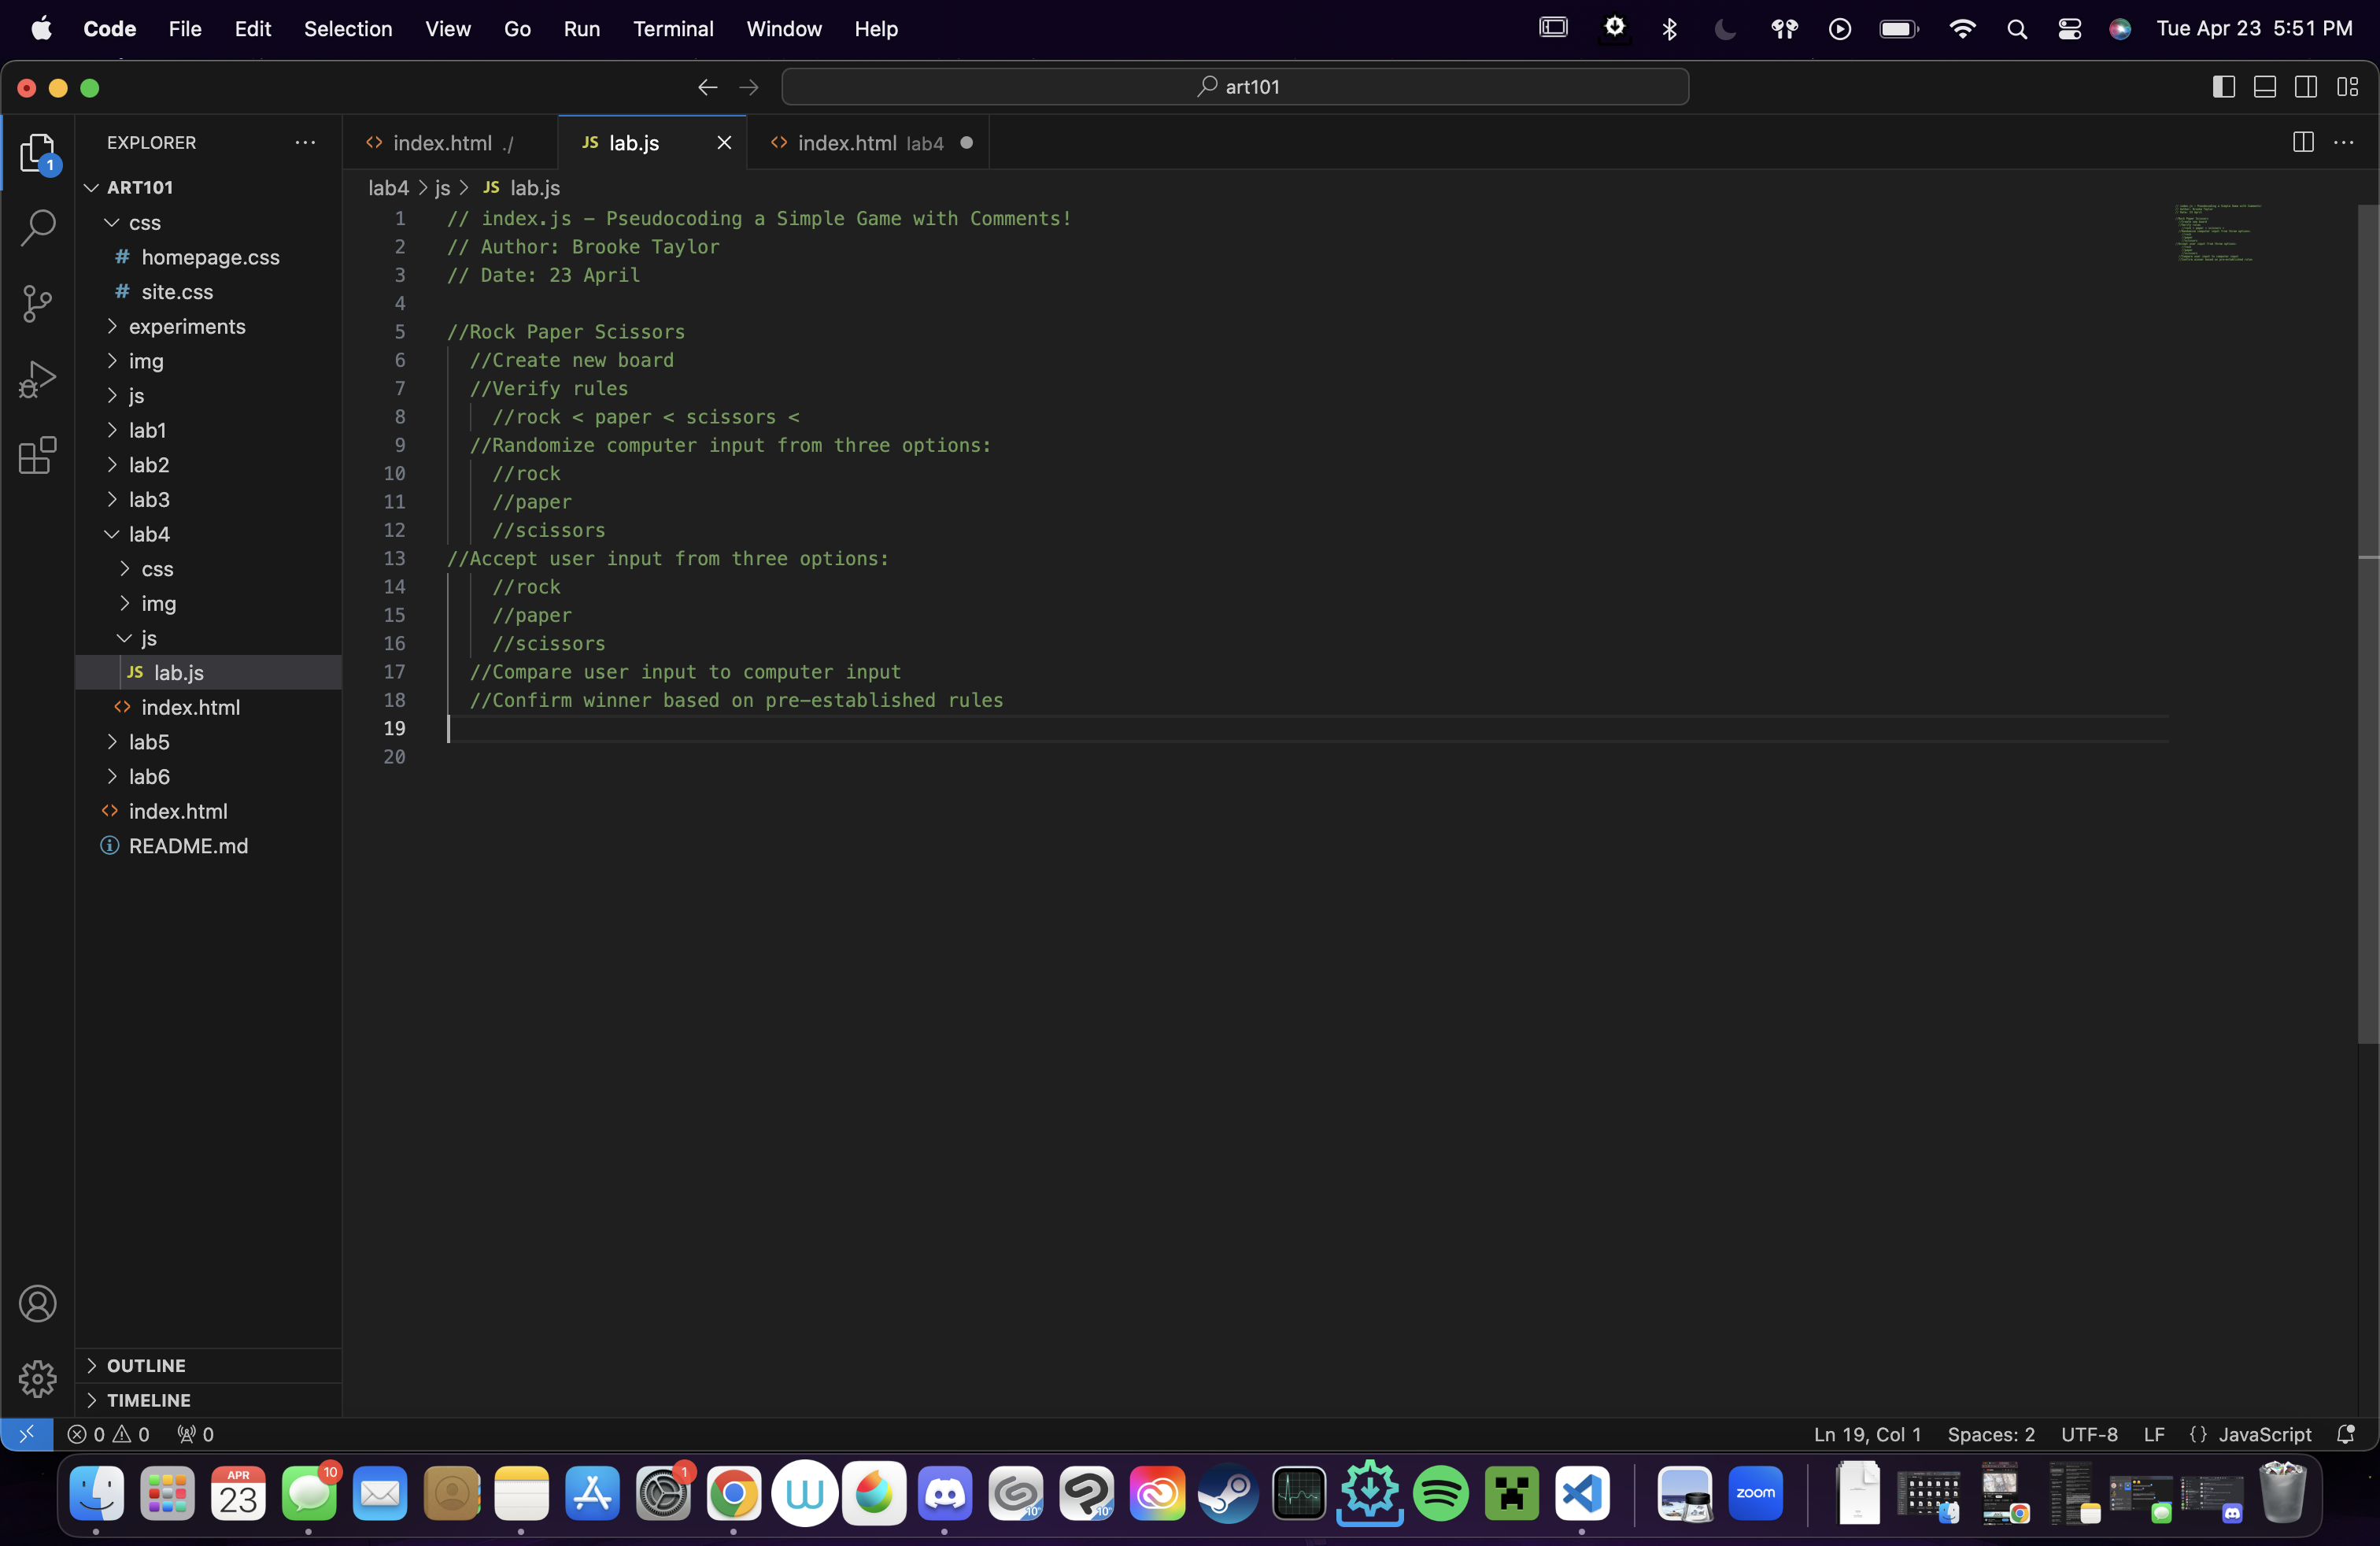 Code File Edit Selection View Go Run Terminal Window Help Tue Apr 23 5:51 PM
art101
EXPLORER
index.html ./
JS lab.js
index.html lab4
1
ART101
lab4 > js > JS lab.js
css
# homepage.css
# site.css
experiments
img
js
lab1
lab2
lab3
lab4
css
img
js
JS lab.js
index.html
lab5
lab6
index.html
README.md
1 // index.js - Pseudocoding a Simple Game with Comments!
2 // Author: Brooke Taylor
3 // Date: 23 April
4
5 //Rock Paper Scissors
6 //Create new board
7 //Verify rules
8 //rock < paper < scissors <
9 //Randomize computer input from three options:
10 //rock
11 //paper
12 //scissors
13 //Accept user input from three options:
14 //rock
15 //paper
16 //scissors
17 //Compare user input to computer input
18 //Confirm winner based on pre-established rules
19
20
OUTLINE
TIMELINE
0 0 0
Ln 19, Col 1 Spaces: 2 UTF-8 LF {} JavaScript
APR
23
10
1
10
10
zoom